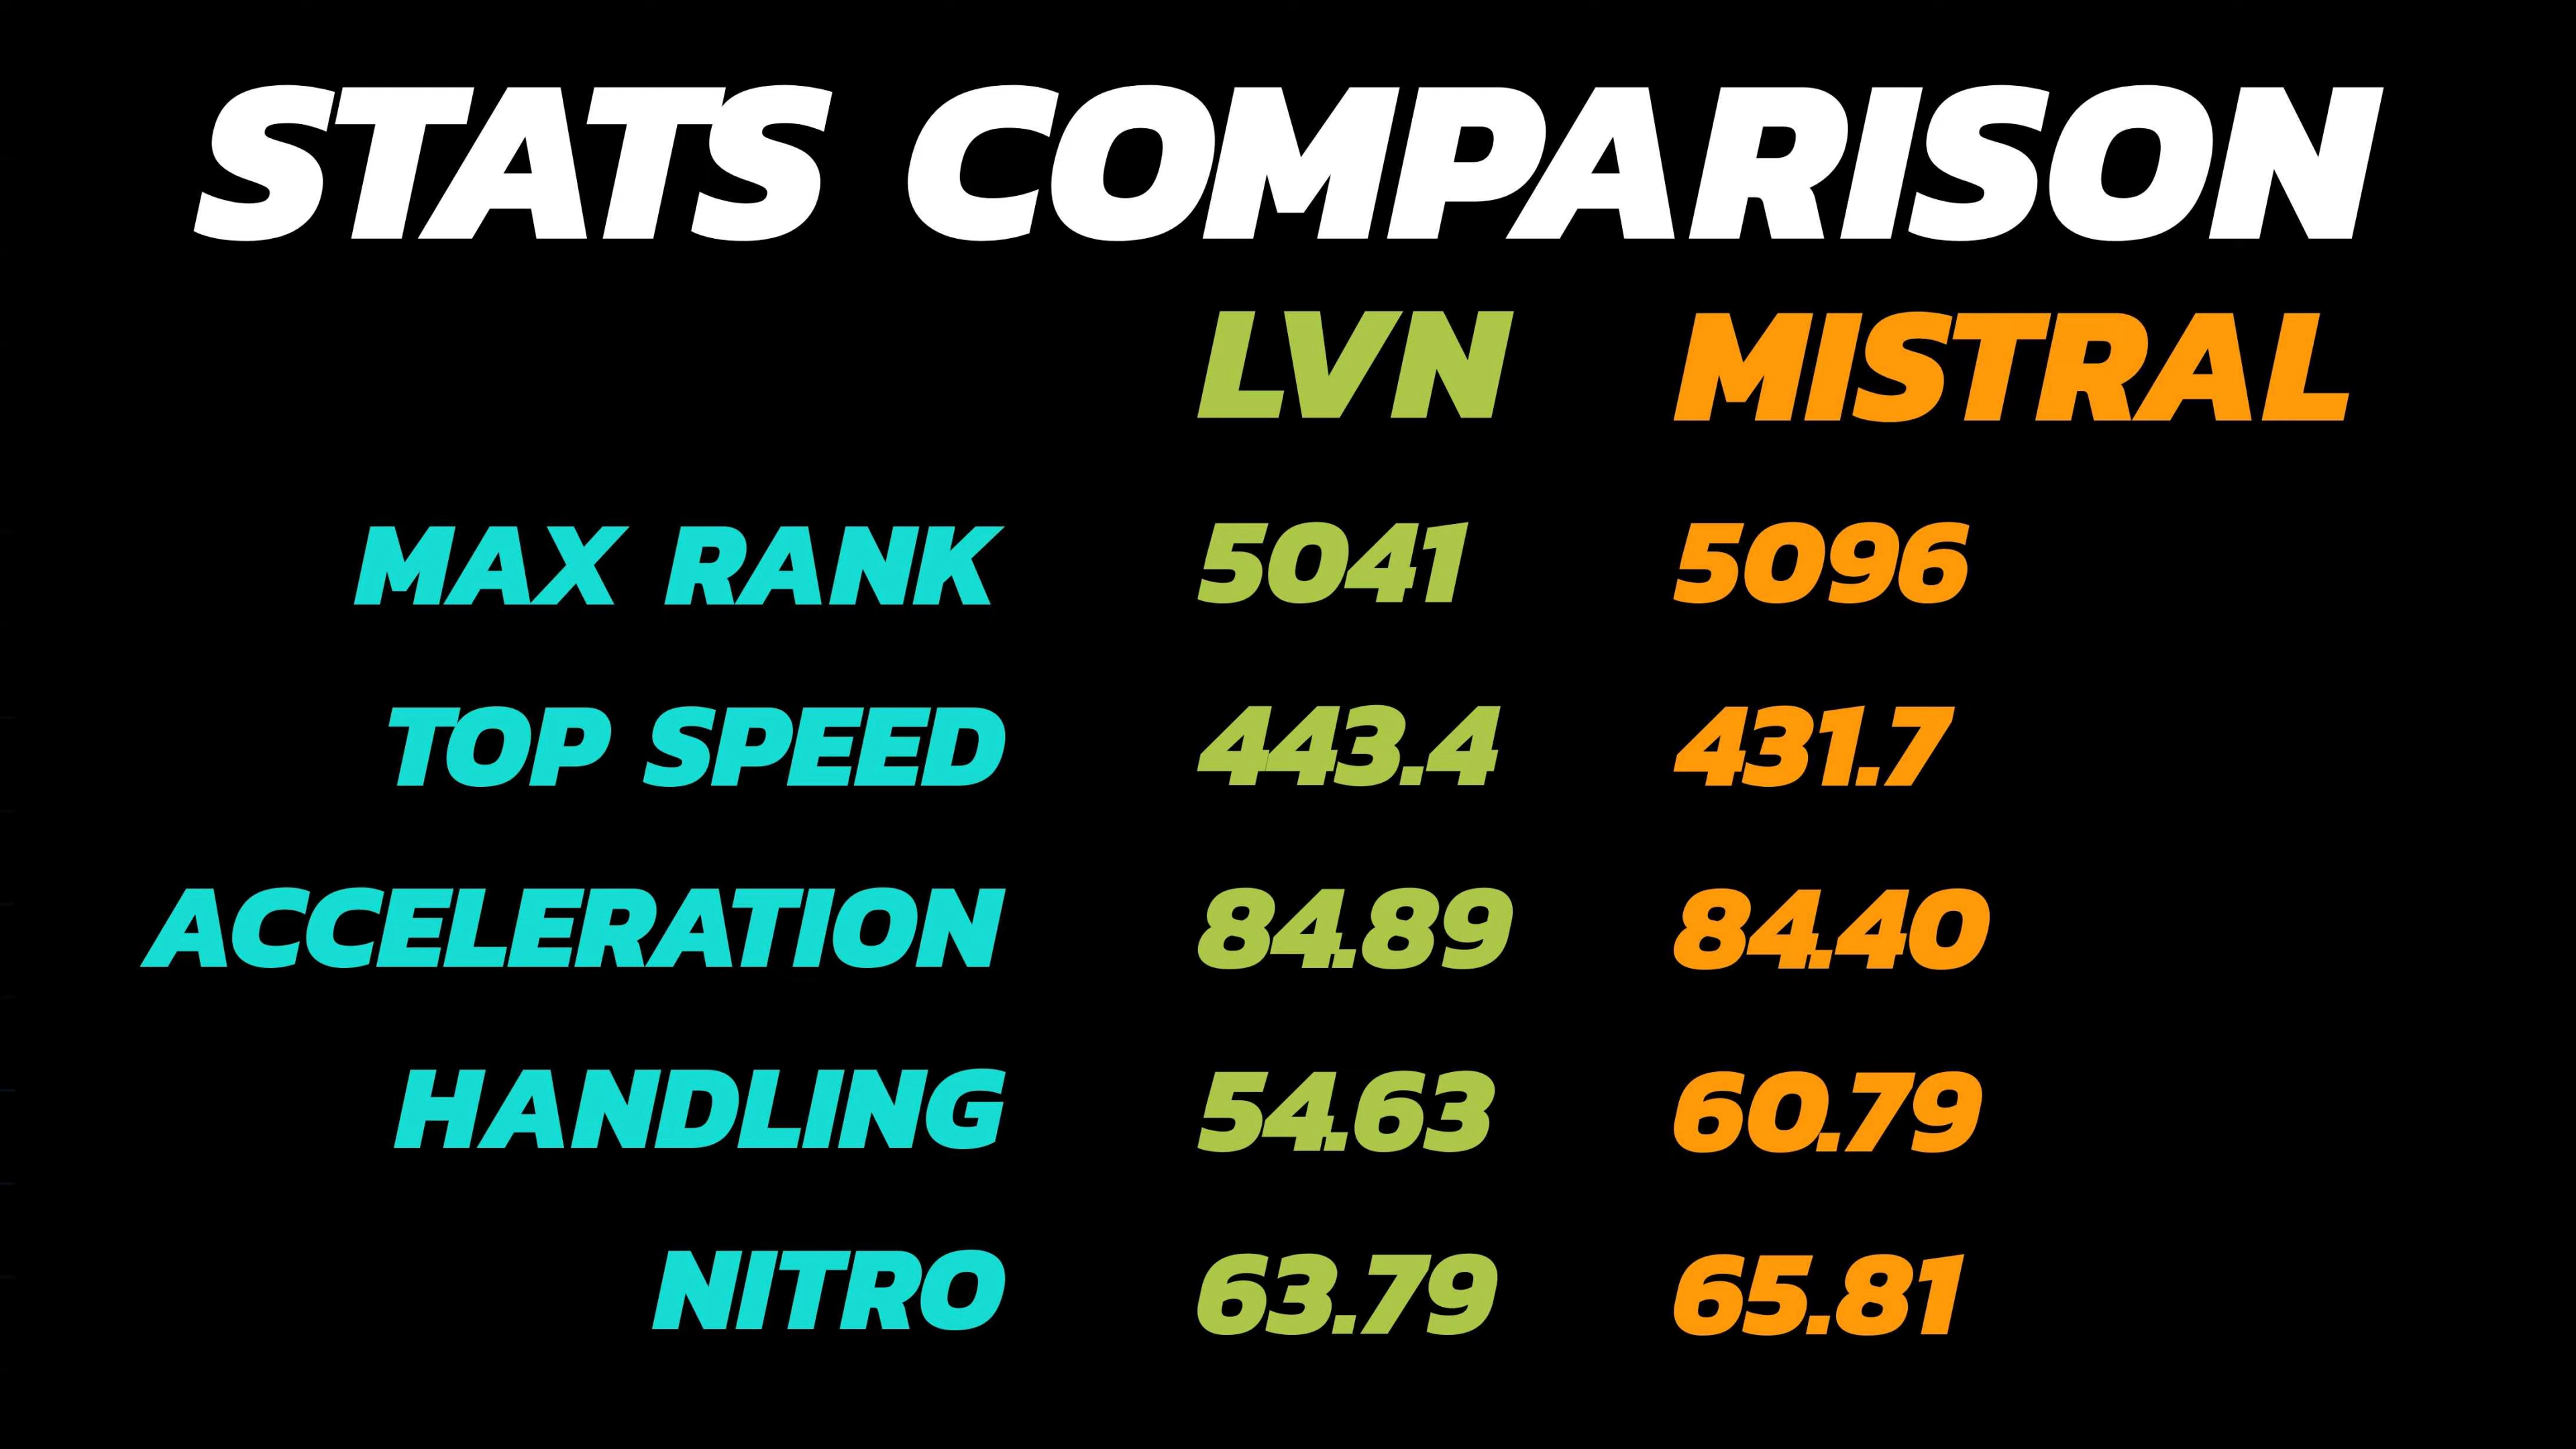 STATS COMPARISON
LVN MISTRAL
MAX RANK 5041 5096
TOP SPEED 443.4 431.7
ACCELERATION 84.89 84.40
HANDLING 54.63 60.79
NITRO 63.79 65.81